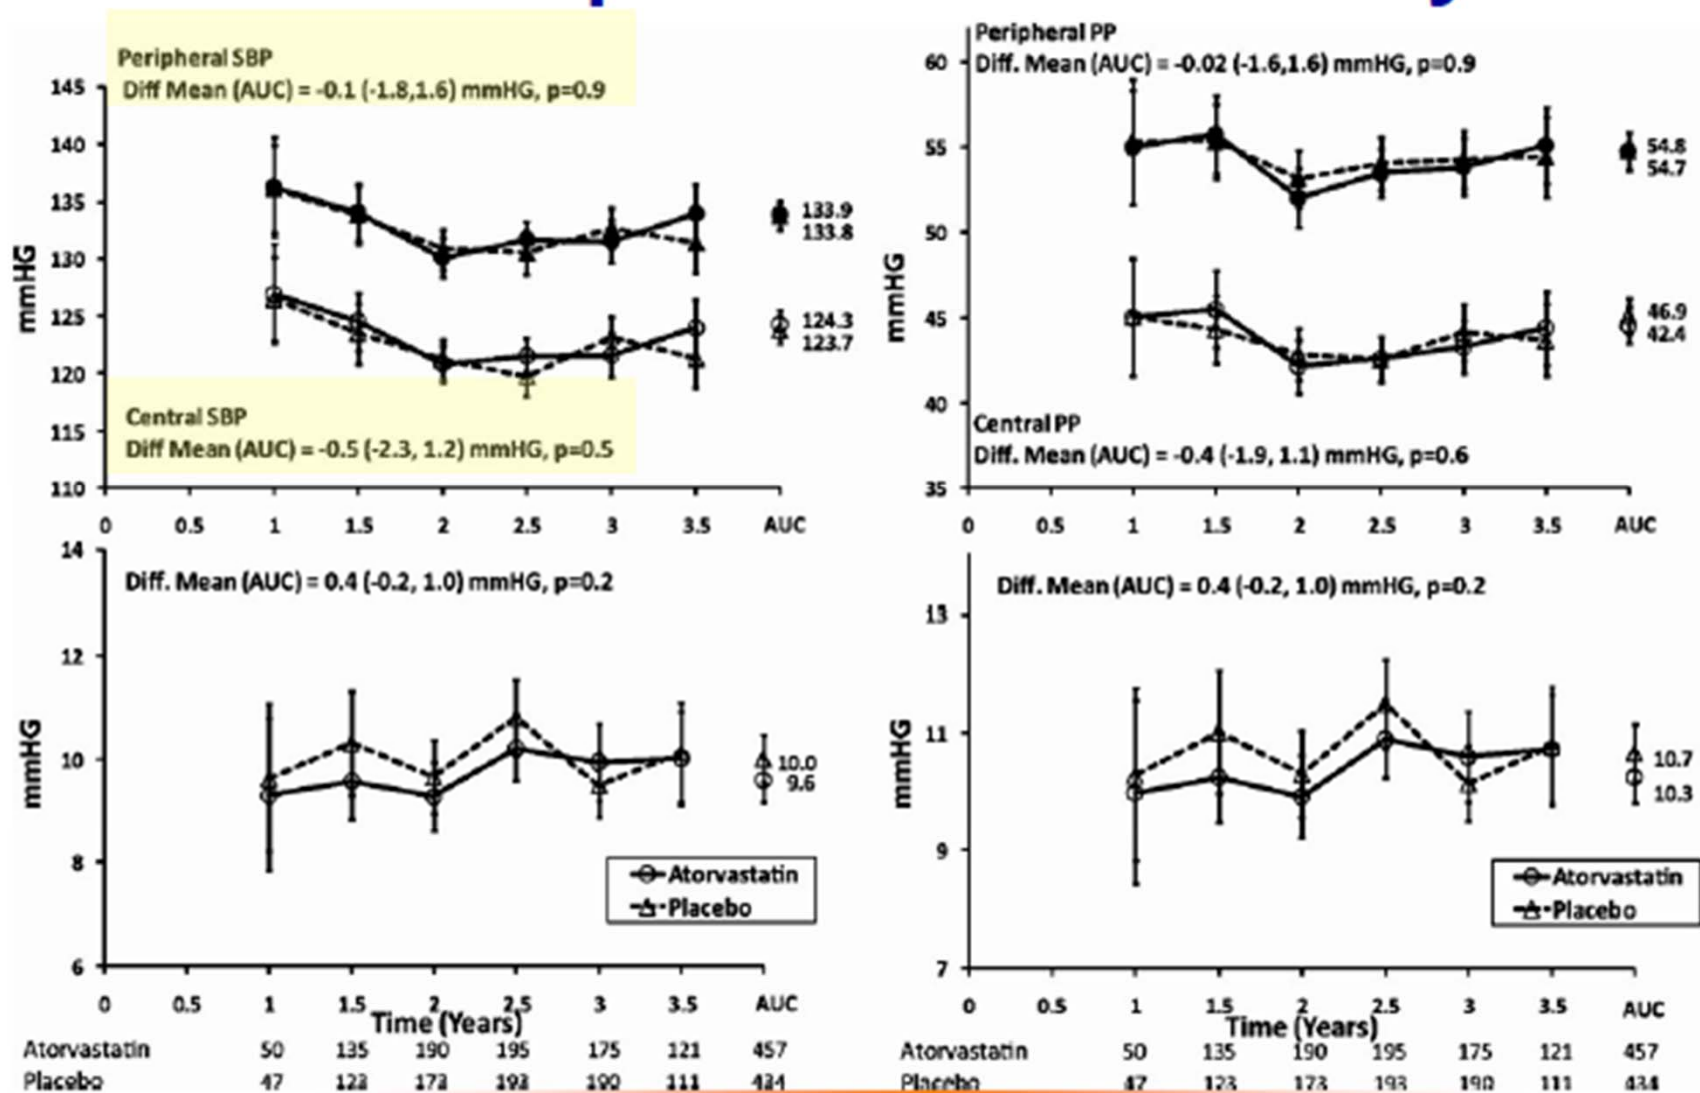 Peripheral SBP
Diff Mean (AUC) = -0.1 (-1.8,1.6) mmHG, p=0.9
145
140
135
130
125
120
115
110
mmHG
133.9
133.8
124.3
123.7
Central SBP
Diff Mean (AUC) = -0.5 (-2.3, 1.2) mmHG, p=0.5
0 0.5 1 1.5 2 2.5 3 3.5 AUC
Peripheral PP
Diff. Mean (AUC) = -0.02 (-1.6,1.6) mmHG, p=0.9
60
55
50
45
40
35
mmHG
54.8
54.7
46.9
42.4
Central PP
Diff. Mean (AUC) = -0.4 (-1.9, 1.1) mmHG, p=0.6
0 0.5 1 1.5 2 2.5 3 3.5 AUC
14
12
10
8
6
mmHG
Diff. Mean (AUC) = 0.4 (-0.2, 1.0) mmHG, p=0.2
10.0
9.6
Atorvastatin
Placebo
0 0.5 1 1.5 2 2.5 3 3.5 AUC
Time (Years)
Atorvastatin 50 135 190 195 175 121 457
Placebo 47 123 173 193 190 111 434
Diff. Mean (AUC) = 0.4 (-0.2, 1.0) mmHG, p=0.2
13
11
9
7
mmHG
10.7
10.3
Atorvastatin
Placebo
0 0.5 1 1.5 2 2.5 3 3.5 AUC
Time (Years)
Atorvastatin 50 135 190 195 175 121 457
Placebo 47 123 173 193 190 111 434